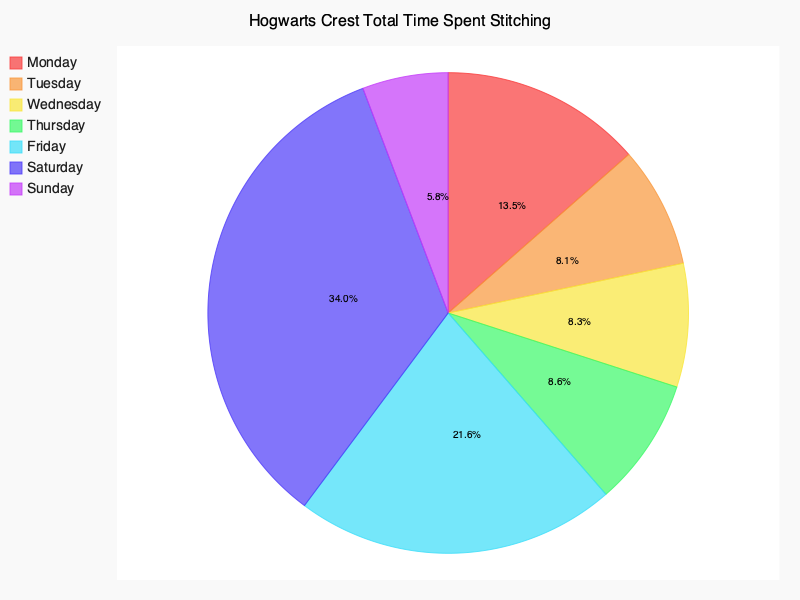 Hogwarts Crest Total Time Spent Stitching
Monday
Tuesday
Wednesday
Thursday
Friday
Saturday
Sunday
5.8%
13.5%
8.1%
34.0%
8.3%
8.6%
21.6%